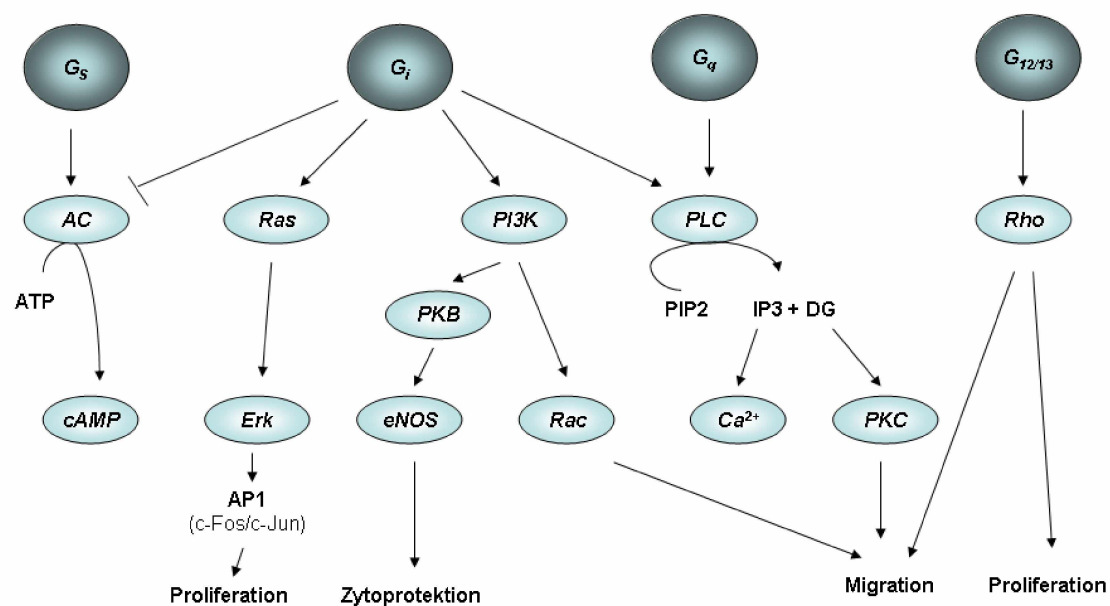 Gs
Gi
Gq
G12/13
AC
Ras
PI3K
PLC
Rho
ATP
PKB
PIP2
IP3 + DG
cAMP
Erk
eNOS
Rac
Ca2+
PKC
AP1
(c-Fos/c-Jun)
Proliferation
Zytoprotektion
Migration
Proliferation